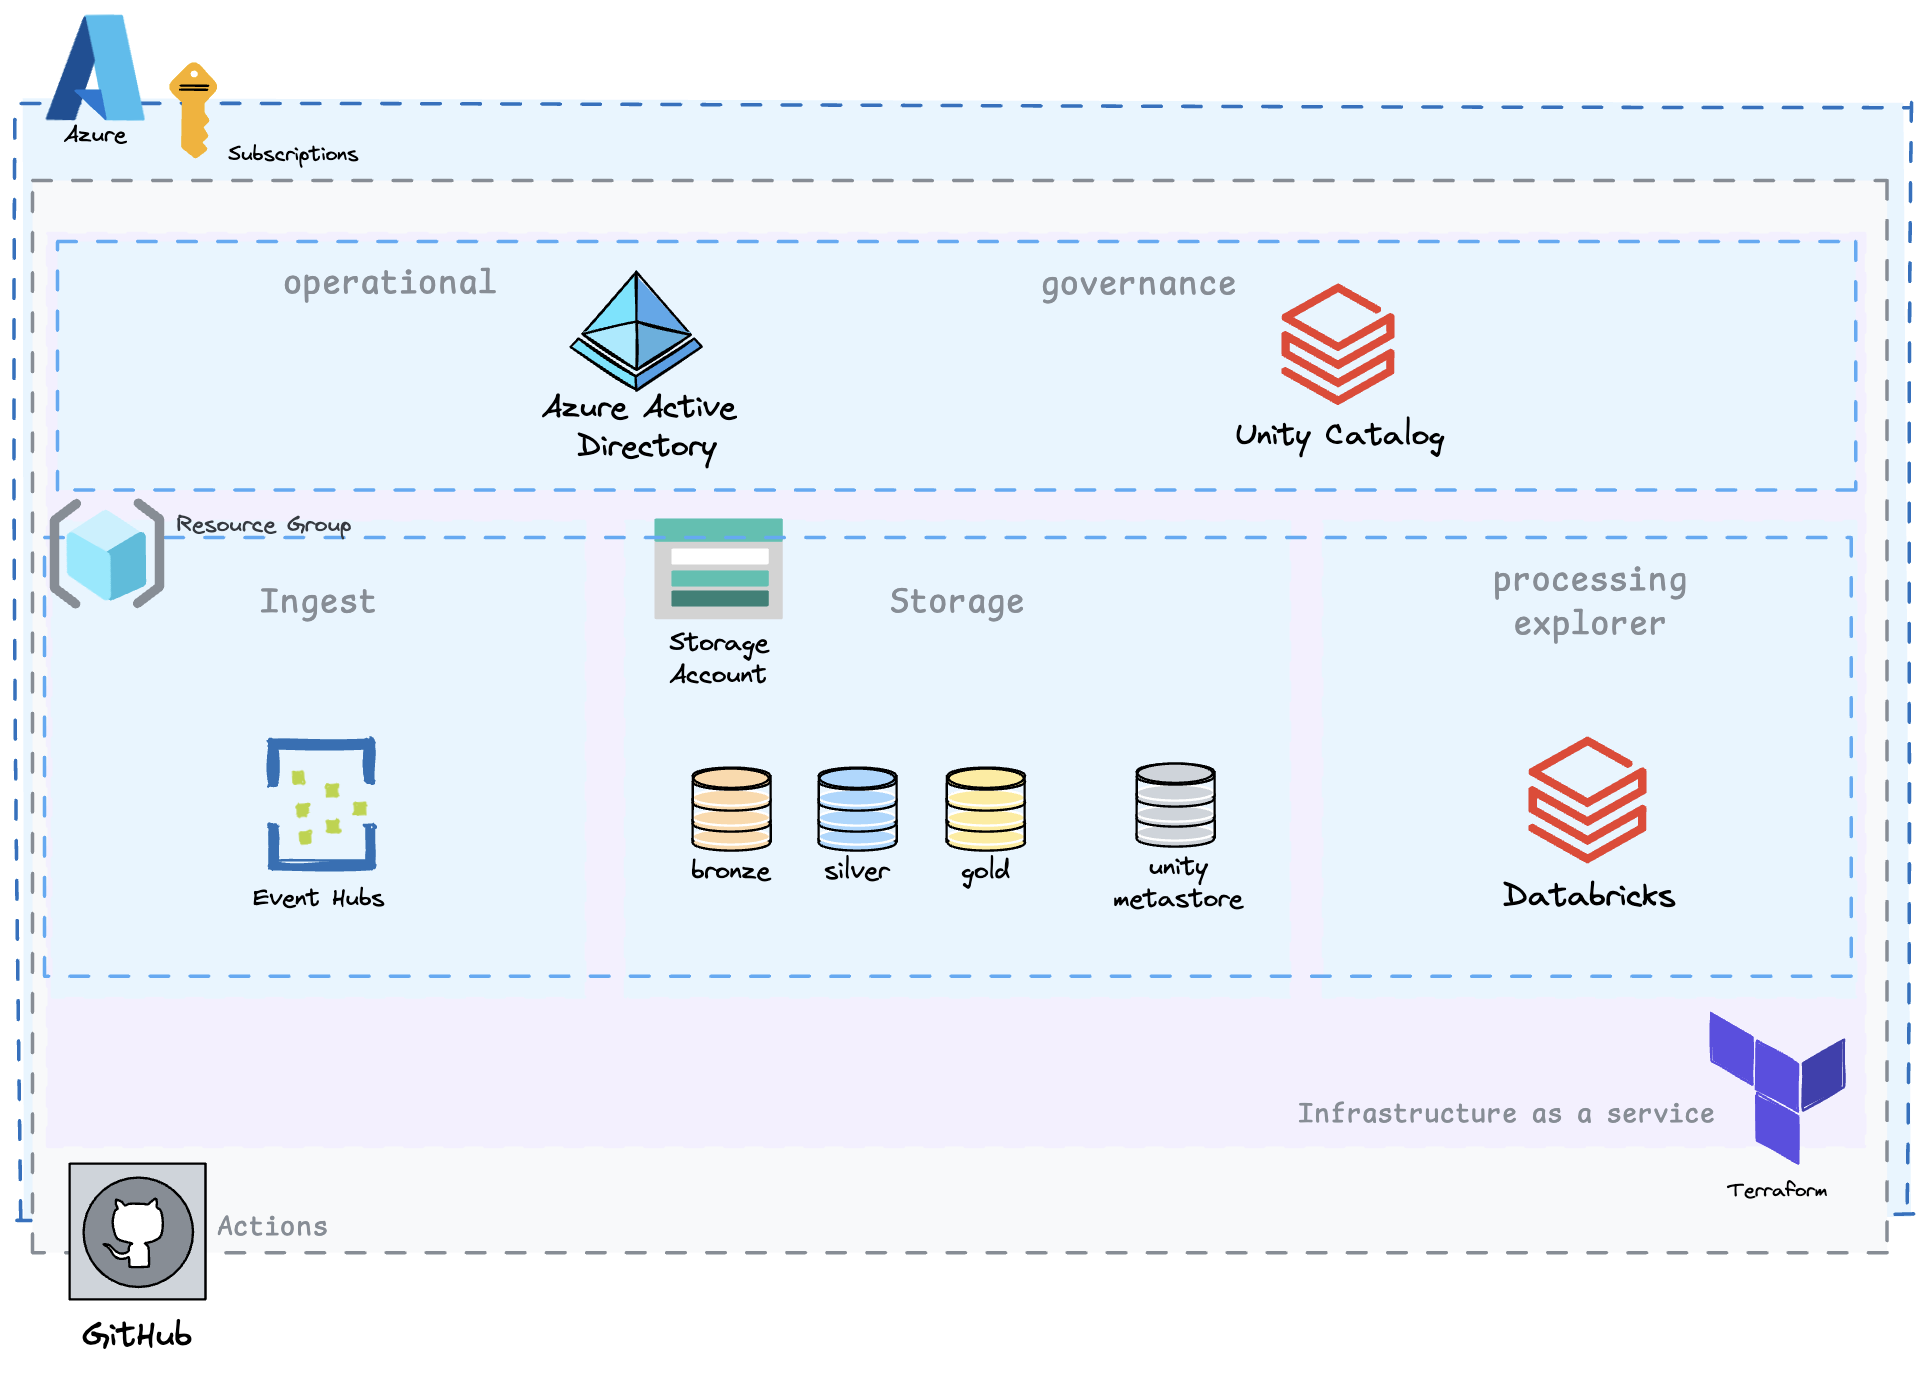 Azure
Subscriptions
operational
governance
Azure Active
Directory
Unity Catalog
Resource Group
Ingest
Storage
processing
explorer
Storage
Account
Event Hubs
bronze
silver
gold
unity
metastore
Databricks
Infrastructure as a service
Terraform
Actions
GitHub